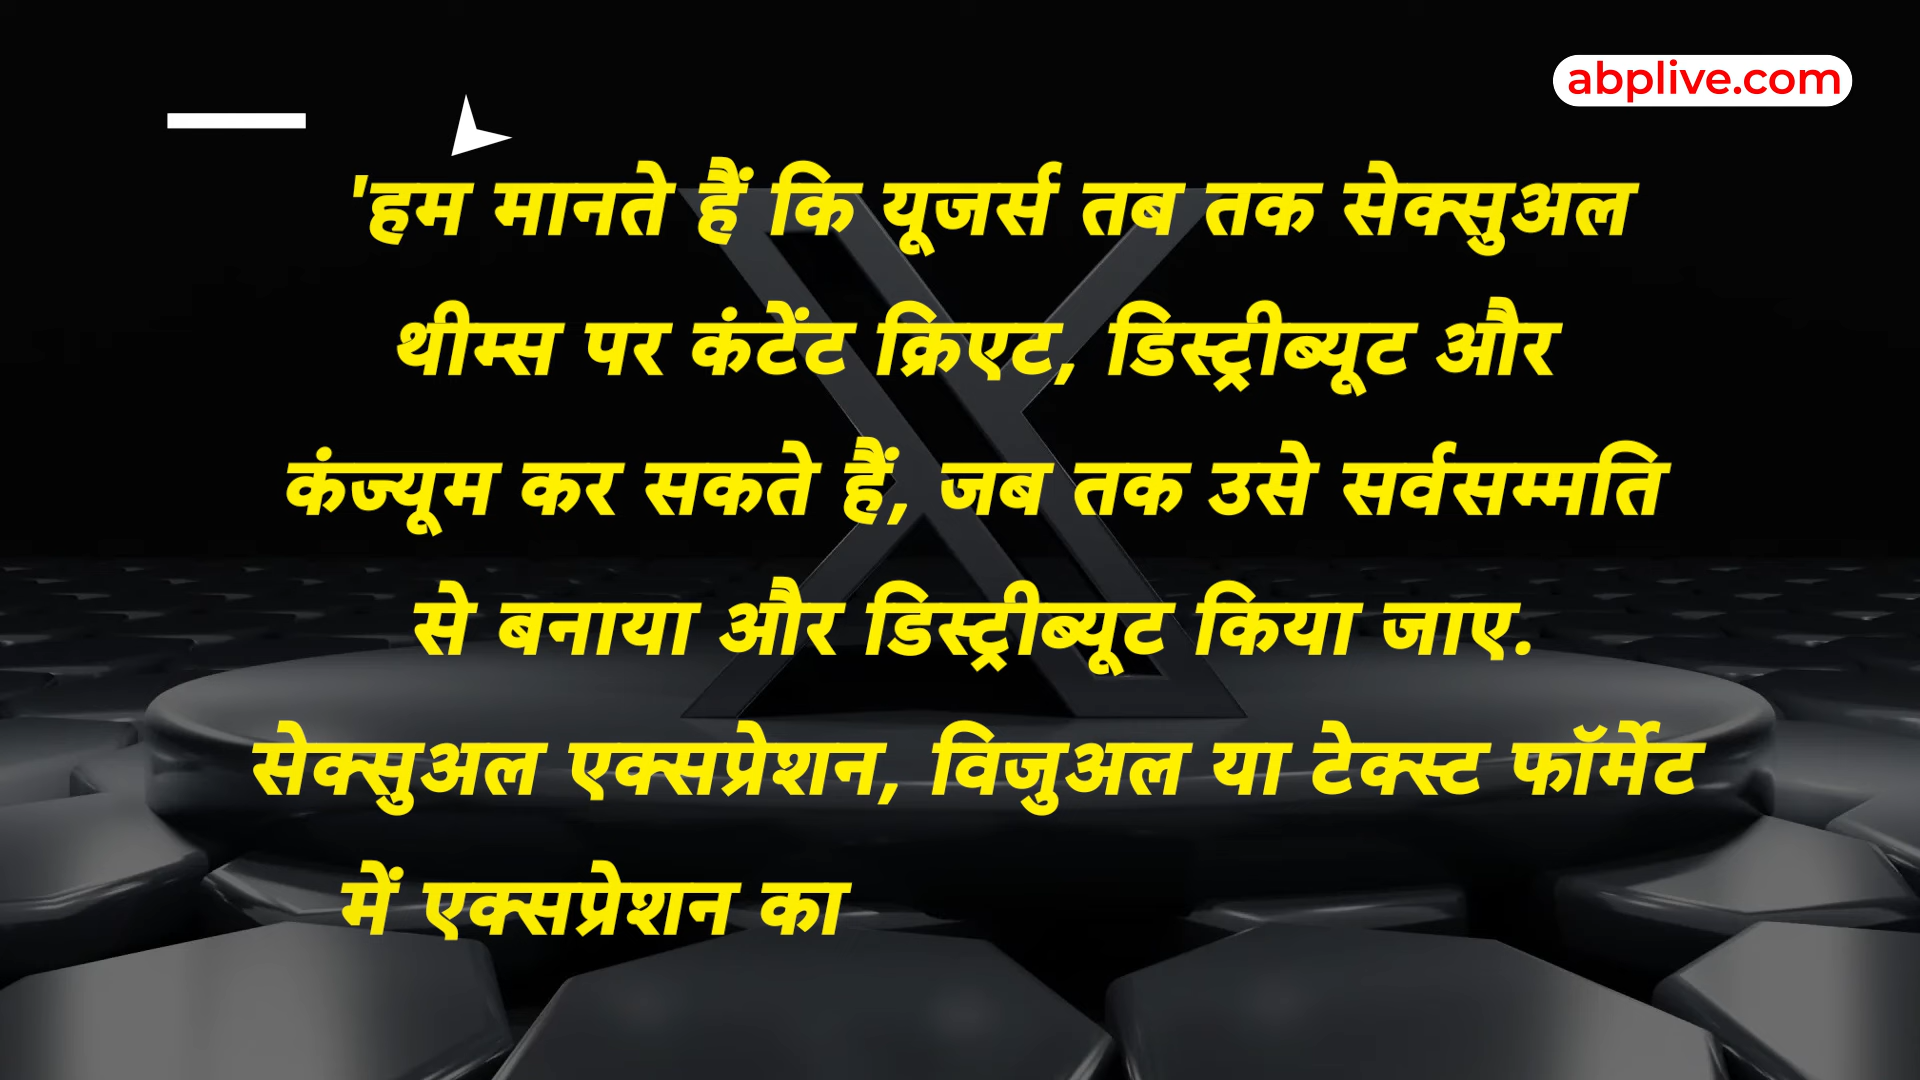 abplive.com
'हम मानते हैं कि यूजर्स तब तक सेक्सुअल
थीम्स पर कंटेंट क्रिएट, डिस्ट्रीब्यूट और
कंज्यूम कर सकते हैं, जब तक उसे सर्वसम्मति
से बनाया और डिस्ट्रीब्यूट किया जाए.
सेक्सुअल एक्सप्रेशन, विजुअल या टेक्स्ट फॉर्मेट
में एक्सप्रेशन का